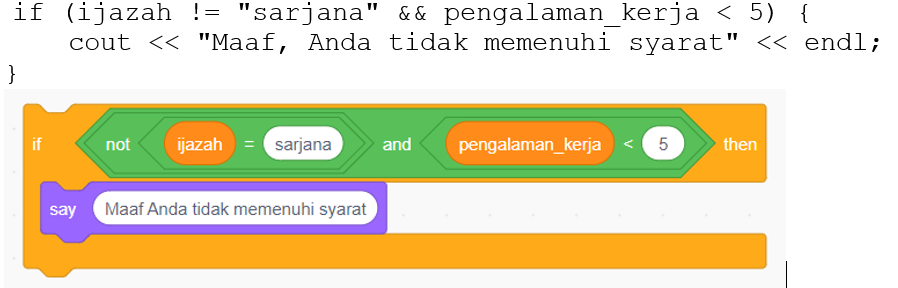 if (ijazah != "sarjana" && pengalaman_kerja < 5) {
cout << "Maaf, Anda tidak memenuhi syarat" << endl;
}
if not ijazah = sarjana and pengalaman_kerja < 5 then
say Maaf Anda tidak memenuhi syarat